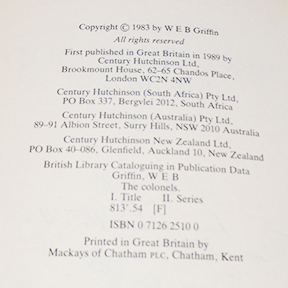 Copyright © 1983 by W E B Griffin
All rights reserved
First published in Great Britain in 1989 by
Century Hutchinson Ltd,
Brookmount House, 62–65 Chandos Place,
London WC2N 4NW
Century Hutchinson (South Africa) Pty Ltd,
PO Box 337, Bergvlei 2012, South Africa
Century Hutchinson (Australia) Pty Ltd,
89–91 Albion Street, Surry Hills, NSW 2010 Australia
Century Hutchinson New Zealand Ltd,
PO Box 40–086, Glenfield, Auckland 10, New Zealand
British Library Cataloguing in Publication Data
Griffin, W E B
The colonels.
I. Title II. Series
813'.54 [F]
ISBN 0 7126 2510 0
Printed in Great Britain by
Mackays of Chatham PLC, Chatham, Kent